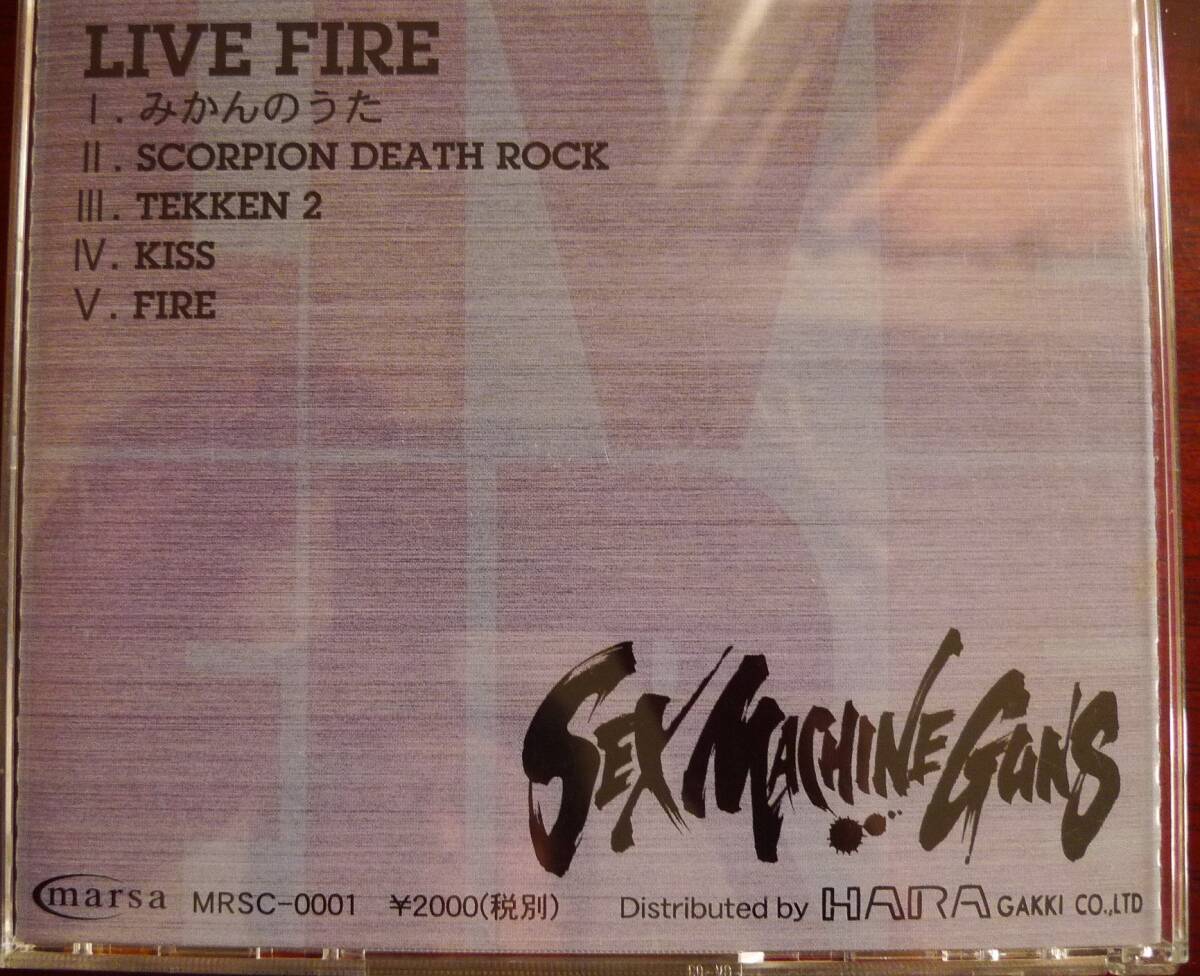 LIVE FIRE
Ⅰ. みかんのうた
Ⅱ. SCORPION DEATH ROCK
Ⅲ. TEKKEN 2
Ⅳ. KISS
Ⅴ. FIRE
SEX MACHINEGUNS
marsa MRSC-0001 ¥2000(税別) Distributed by HARA GAKKI CO.,LTD